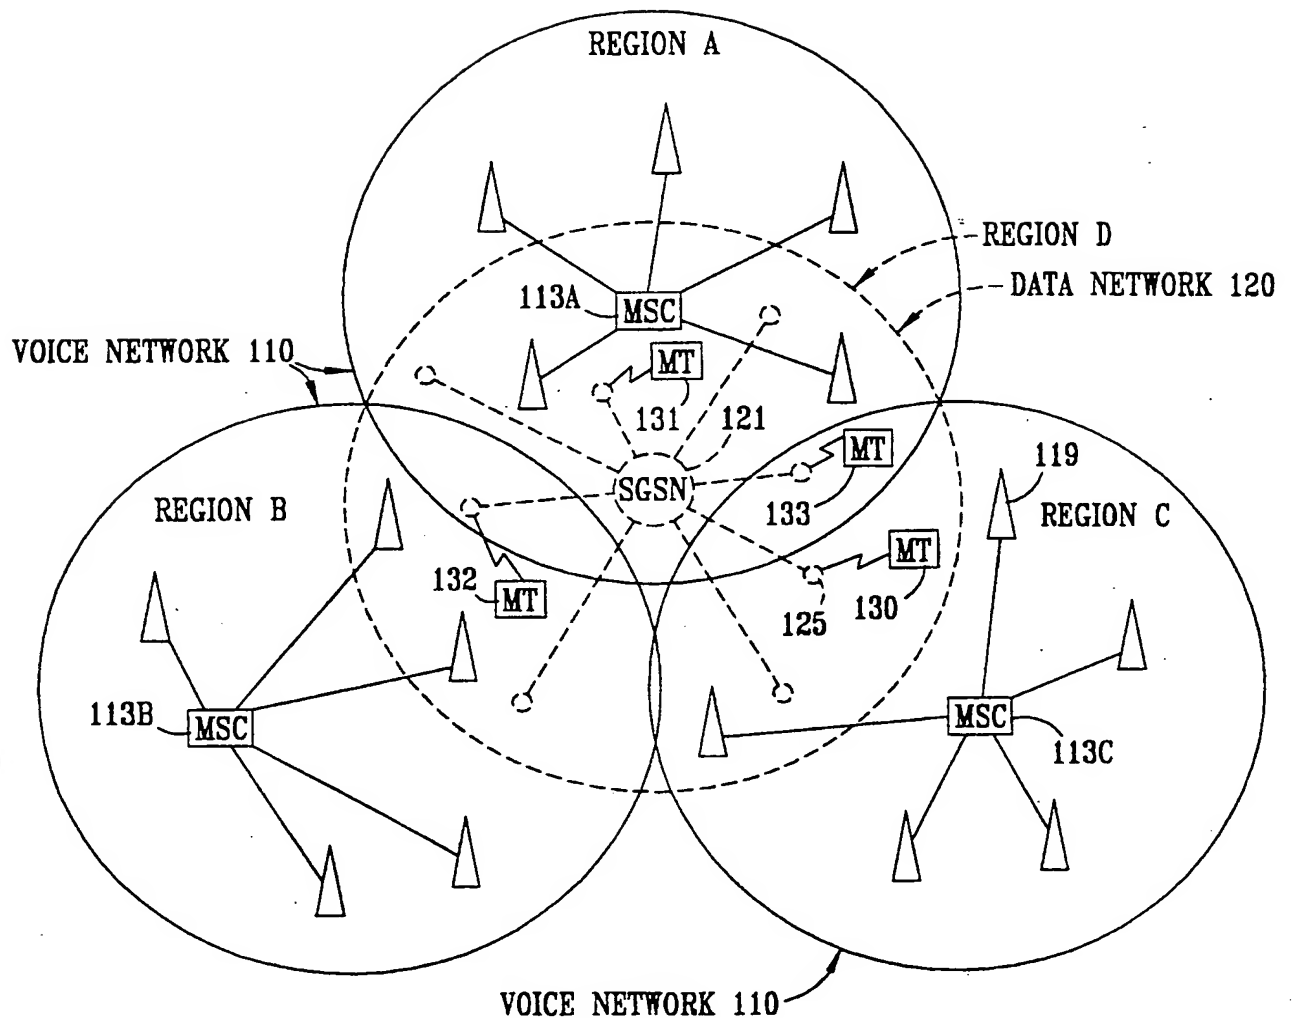 REGION A
REGION D
DATA NETWORK 120
113A
MSC
VOICE NETWORK 110
MT
131
121
MT
119
SGSN
133
REGION B
REGION C
MT
132
MT
125
130
113B
MSC
MSC
113C
VOICE NETWORK 110